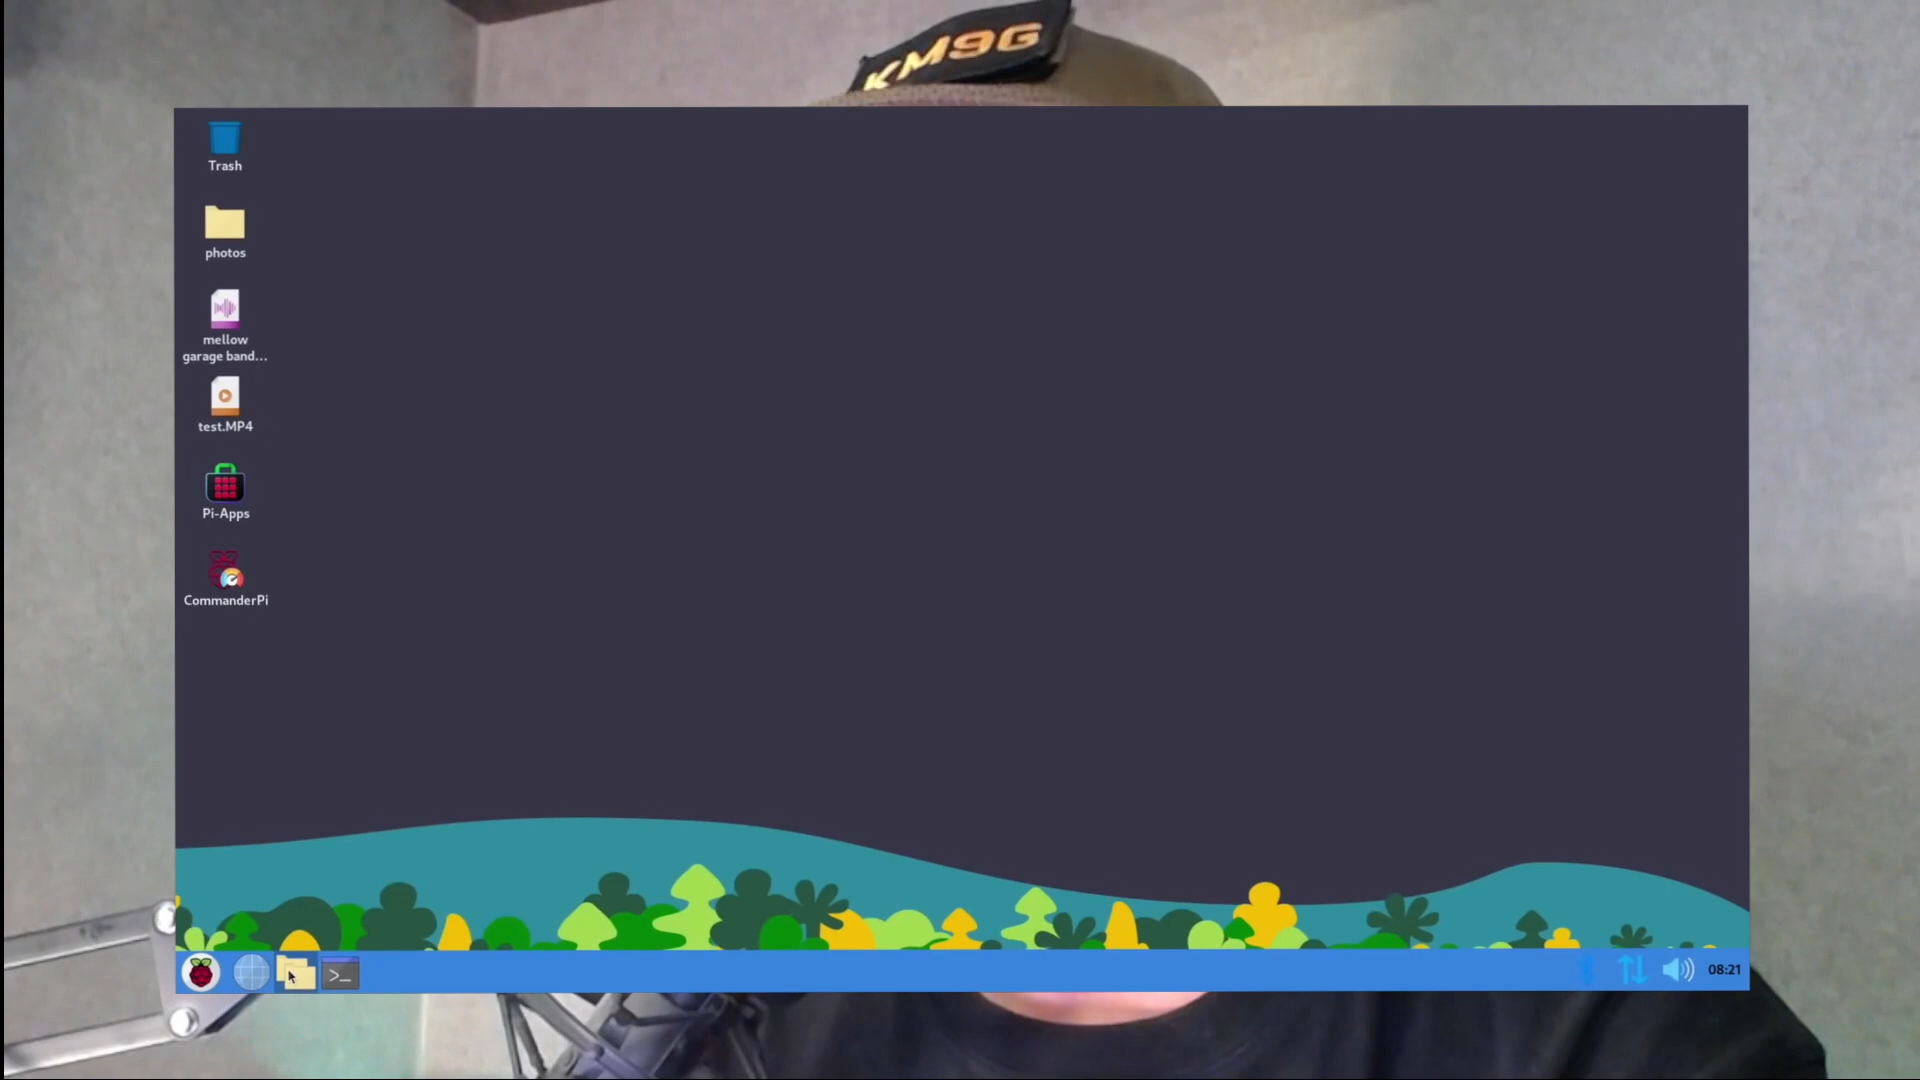 KM9G
Trash
photos
mellow
garage band...
test.MP4
Pi-Apps
CommanderPi
>_
08:21